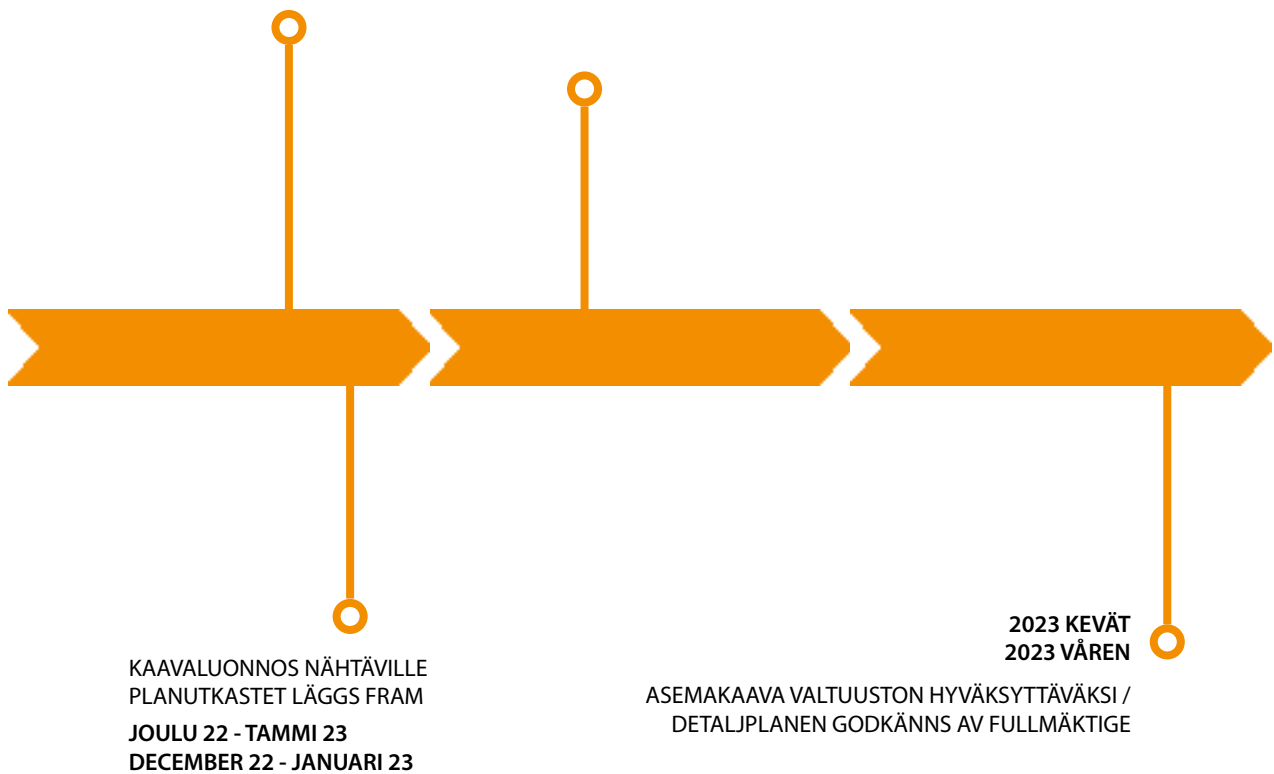 KAAVALUONNOS NÄHTÄVILLE
PLANUTKASTET LÄGGS FRAM
JOULU 22 - TAMMI 23
DECEMBER 22 - JANUARI 23
2023 KEVÄT
2023 VÅREN
ASEMAKAAVA VALTUUSTON HYVÄKSYTTÄVÄKSI /
DETALJPLANEN GODKÄNNS AV FULLMÄKTIGE